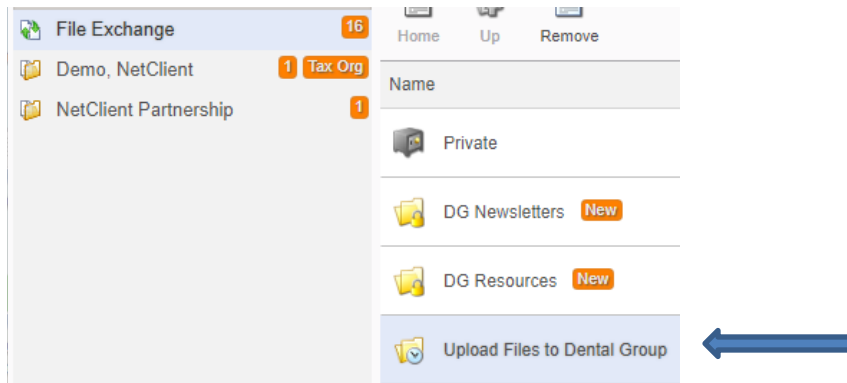 File Exchange 16
Demo, NetClient 1 Tax Org
NetClient Partnership 1
Home Up Remove
Name
Private
DG Newsletters New
DG Resources New
Upload Files to Dental Group